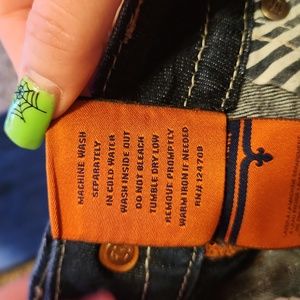 MACHINE WASH
SEPARATELY
IN COLD WATER
WASH INSIDE OUT
DO NOT BLEACH
TUMBLE DRY LOW
REMOVE PROMPTLY
WARM IRON IF NEEDED
RN# 124708